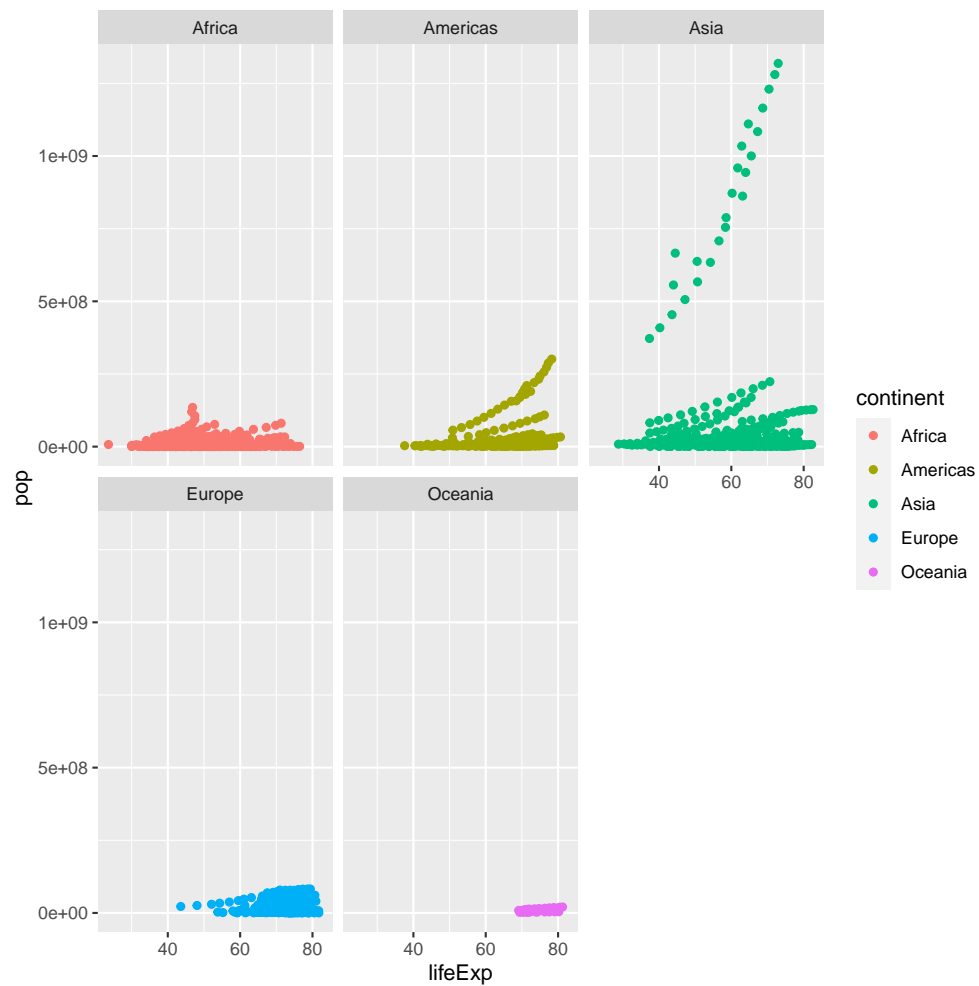 Africa
Americas
Asia
1e+09
5e+08
0e+00
40 60 80
Europe
Oceania
1e+09
5e+08
0e+00
40 60 80
40 60 80
lifeExp
pop
continent
Africa
Americas
Asia
Europe
Oceania